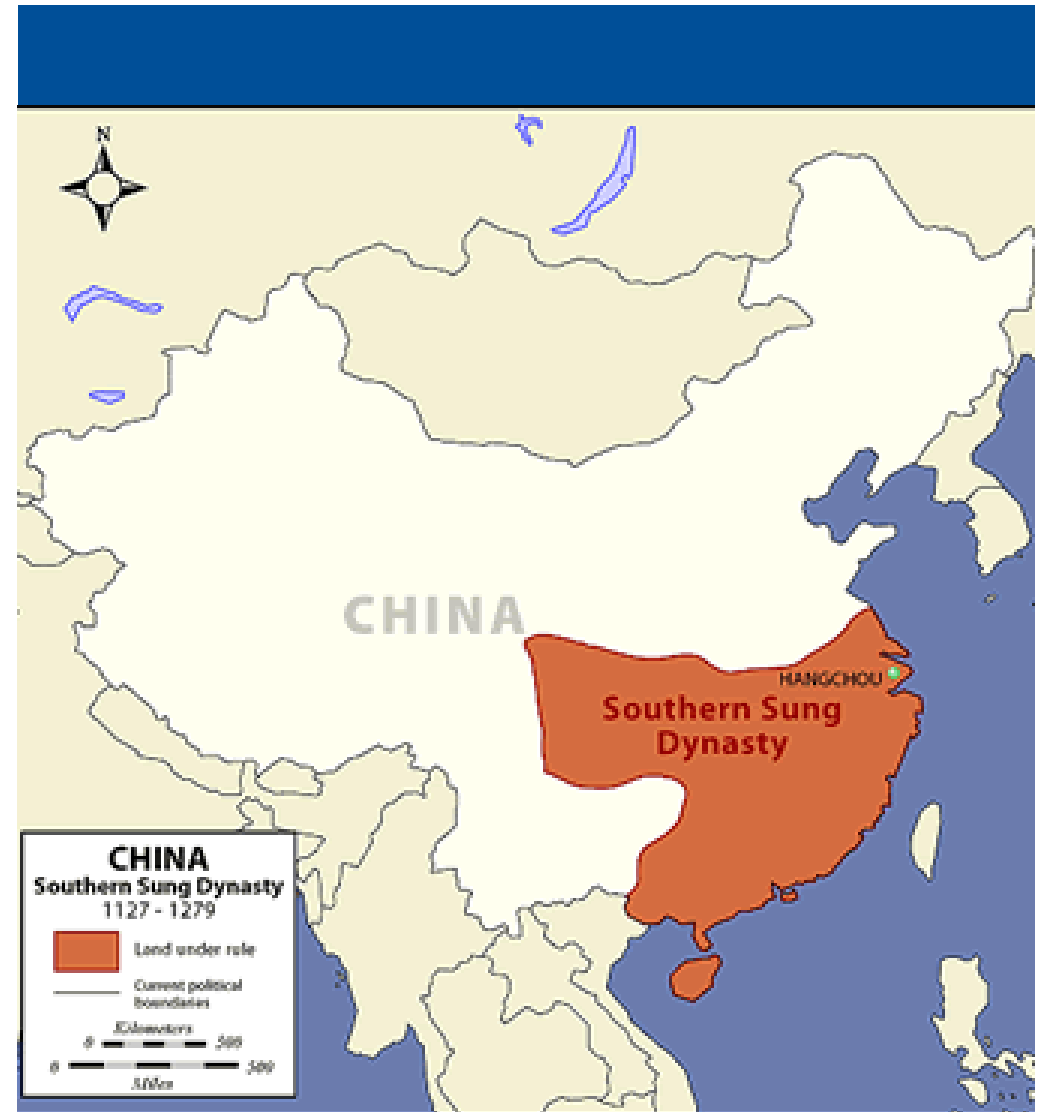 N
CHINA
HANGCHOU
Southern Sung
Dynasty
CHINA
Southern Sung Dynasty
1127 - 1279
Land under rule
Current political
boundaries
Kilometers
0 500
0 500
Miles